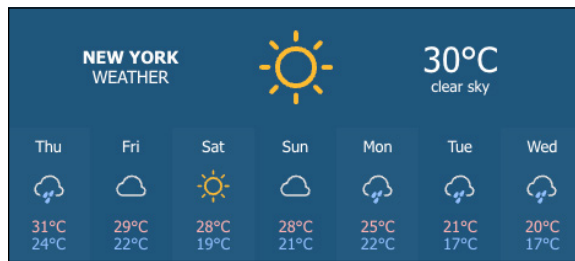 NEW YORK
WEATHER
30°C
clear sky
Thu Fri Sat Sun Mon Tue Wed
31°C 29°C 28°C 28°C 25°C 21°C 20°C
24°C 22°C 19°C 21°C 22°C 17°C 17°C